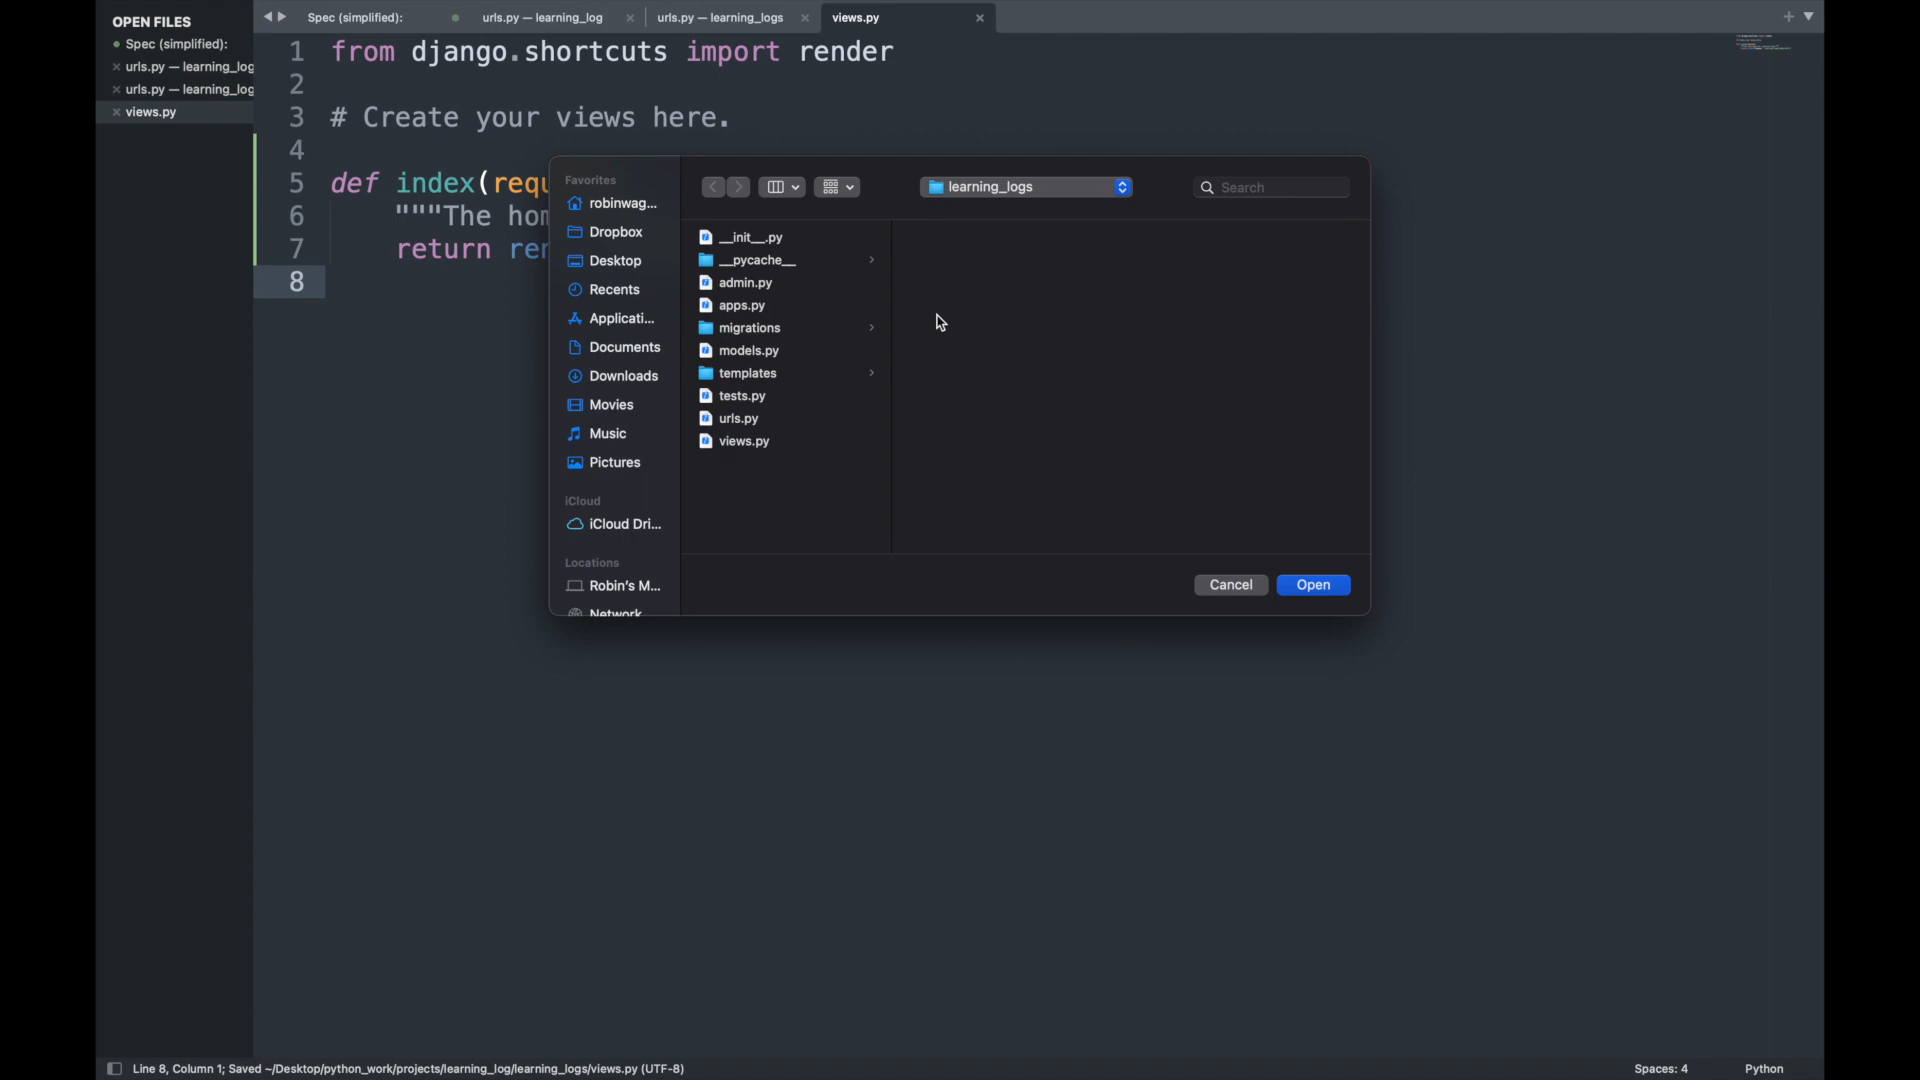 OPEN FILES
Spec (simplified):
urls.py — learning_log
urls.py — learning_log
views.py
Spec (simplified):
urls.py — learning_log
urls.py — learning_logs
views.py
1 from django.shortcuts import render
2
3 # Create your views here.
4
5 def index(requ
6 """The hom
7 return ren
8
Favorites
robinwag...
Dropbox
Desktop
Recents
Applicati...
Documents
Downloads
Movies
Music
Pictures
iCloud
iCloud Dri...
Locations
Robin's M...
Network
learning_logs
Search
__init__.py
__pycache__
admin.py
apps.py
migrations
models.py
templates
tests.py
urls.py
views.py
Cancel
Open
Line 8, Column 1; Saved ~/Desktop/python_work/projects/learning_log/learning_logs/views.py (UTF-8)
Spaces: 4
Python